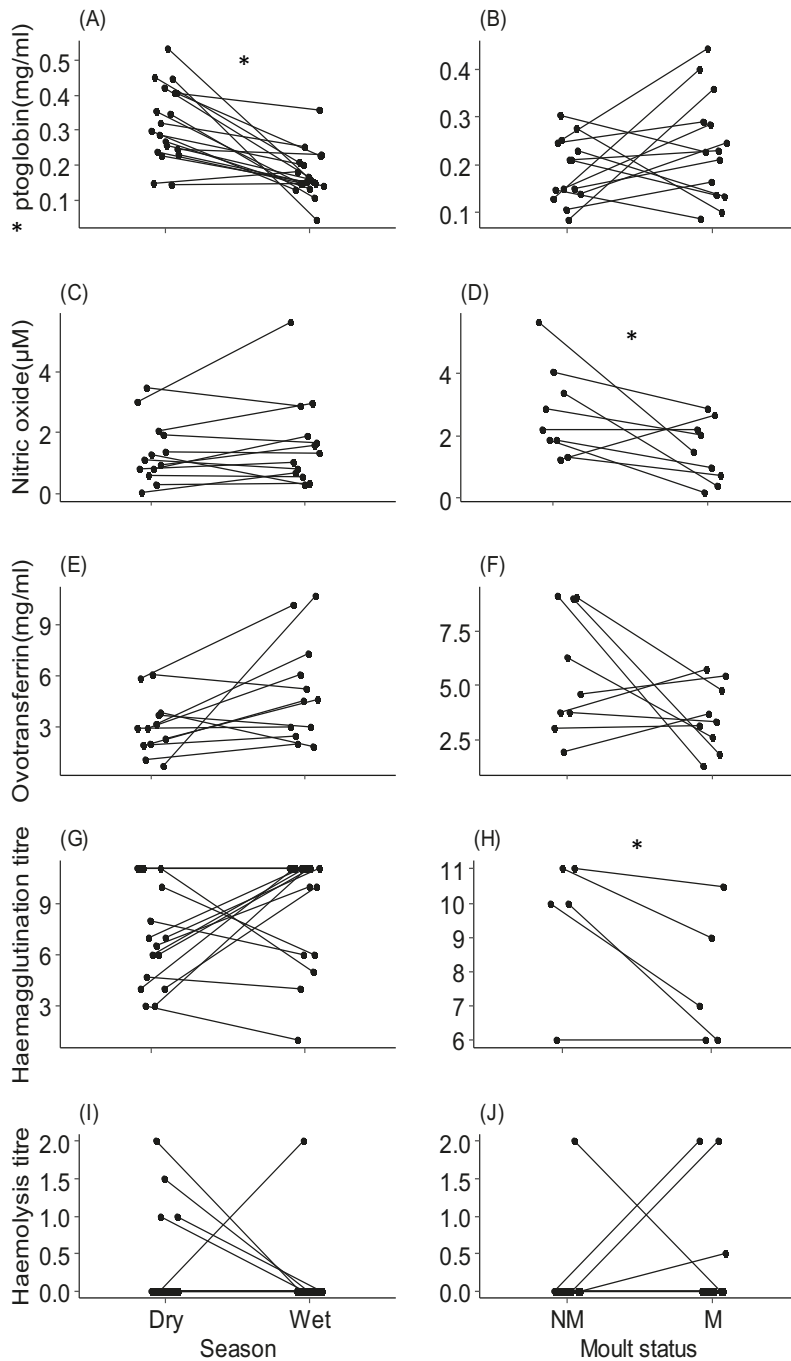 (A)
*
* ptoglobin(mg/ml)
0.5
0.4
0.3
0.2
0.1
(B)
0.4
0.3
0.2
0.1
(C)
Nitric oxide(µM)
4
2
0
(D)
*
4
2
0
(E)
Ovotransferrin(mg/ml)
9
6
3
(F)
7.5
5.0
2.5
(G)
Haemagglutination titre
9
6
3
(H)
*
11
10
9
8
7
6
(I)
Haemolysis titre
2.0
1.5
1.0
0.5
0.0
Dry Wet
Season
(J)
2.0
1.5
1.0
0.5
0.0
NM M
Moult status